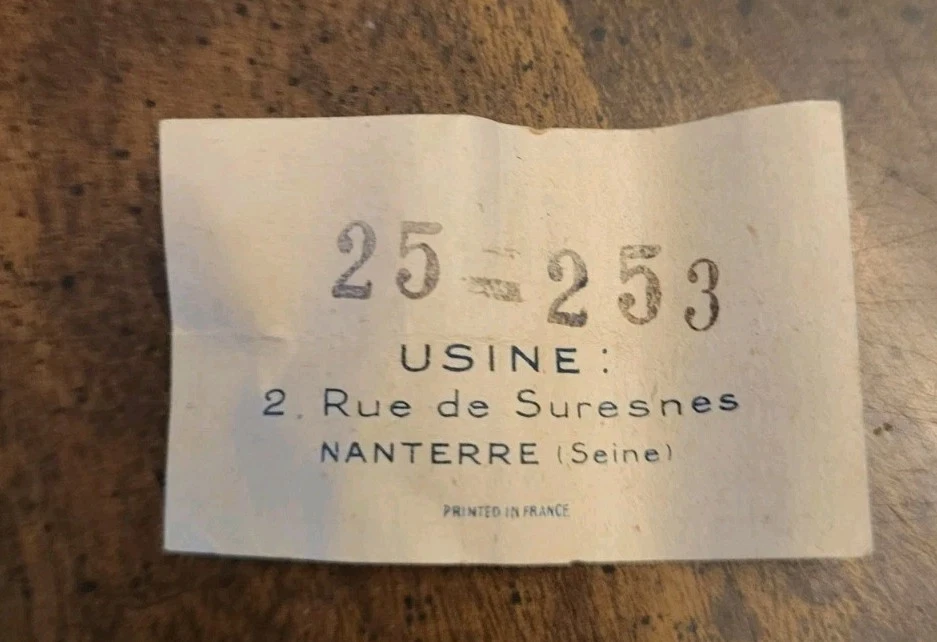 25=253
USINE :
2. Rue de Suresnes
NANTERRE (Seine)
PRINTED IN FRANCE